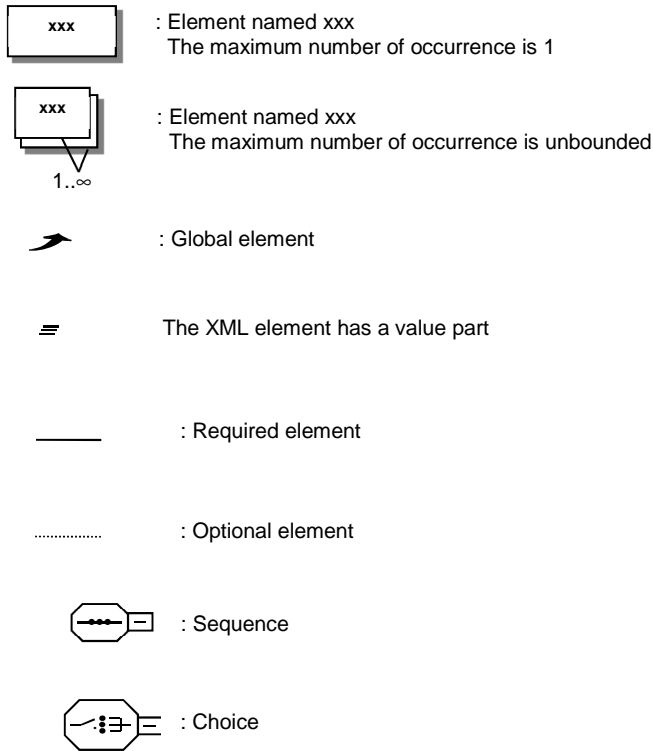 xxx
: Element named xxx
The maximum number of occurrence is 1
xxx
: Element named xxx
The maximum number of occurrence is unbounded
1..∞
: Global element
The XML element has a value part
: Required element
: Optional element
: Sequence
: Choice